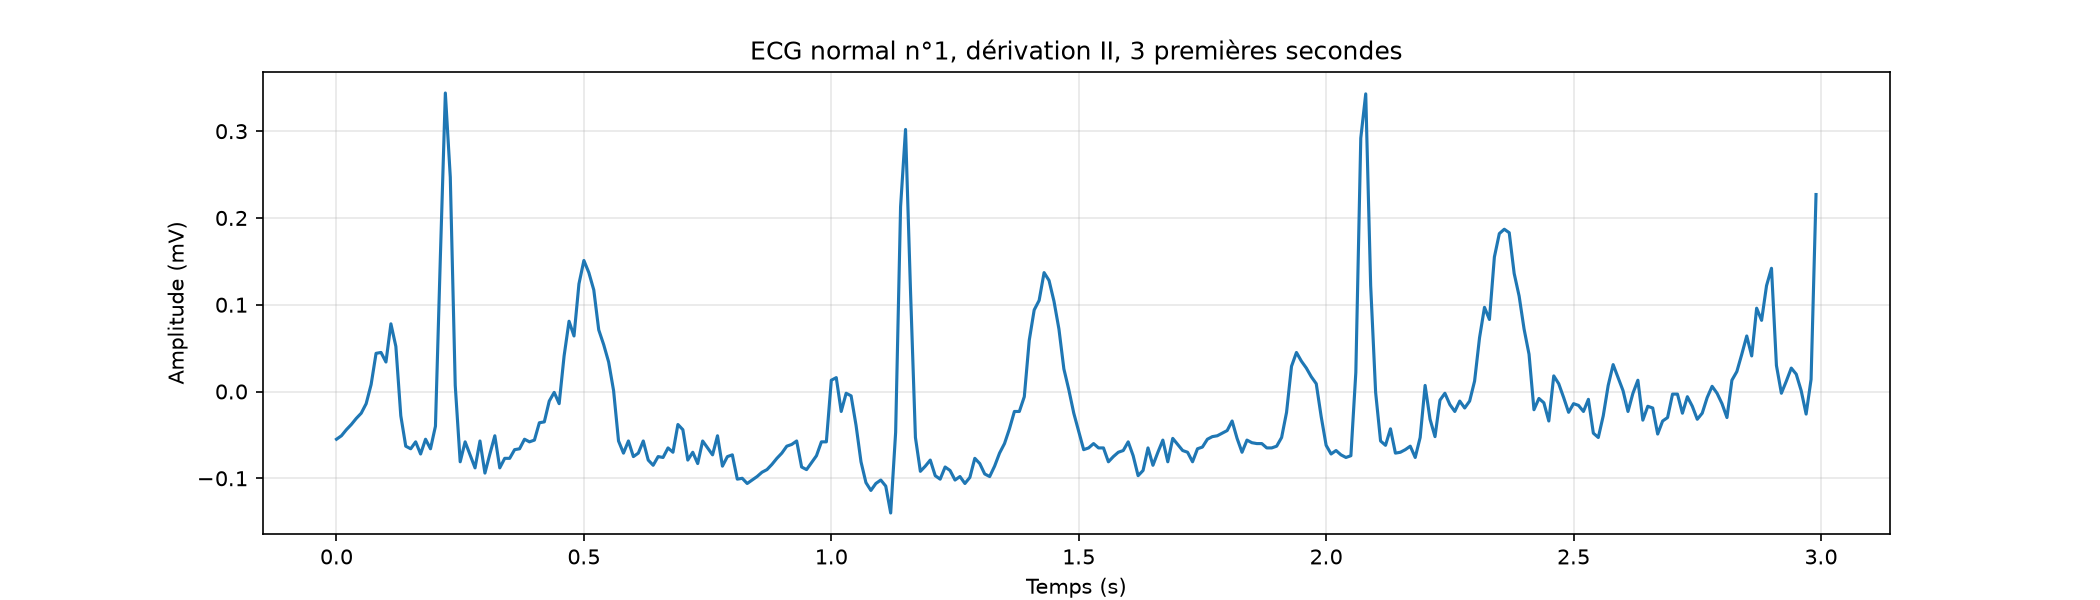 ECG normal n°1, dérivation II, 3 premières secondes
Amplitude (mV)
0.3
0.2
0.1
0.0
−0.1
0.0 0.5 1.0 1.5 2.0 2.5 3.0
Temps (s)